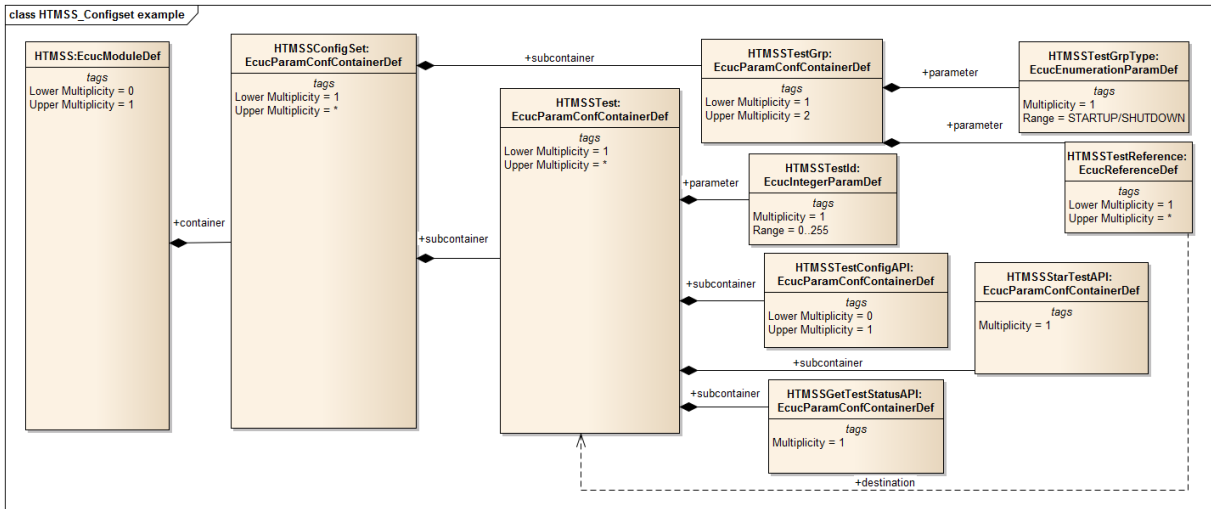 class HTMSS_Configset example
HTMSS:EcucModuleDef
tags
Lower Multiplicity = 0
Upper Multiplicity = 1
+container
HTMSSConfigSet:
EcucParamConfContainerDef
tags
Lower Multiplicity = 1
Upper Multiplicity = *
+subcontainer
+subcontainer
HTMSSTest:
EcucParamConfContainerDef
tags
Lower Multiplicity = 1
Upper Multiplicity = *
HTMSSTestGrp:
EcucParamConfContainerDef
tags
Lower Multiplicity = 1
Upper Multiplicity = 2
+parameter
HTMSSTestGrpType:
EcucEnumerationParamDef
tags
Multiplicity = 1
Range = STARTUP/SHUTDOWN
+parameter
HTMSSTestReference:
EcucReferenceDef
tags
Lower Multiplicity = 1
Upper Multiplicity = *
+parameter
HTMSSTestId:
EcucIntegerParamDef
tags
Multiplicity = 1
Range = 0..255
+subcontainer
HTMSSTestConfigAPI:
EcucParamConfContainerDef
tags
Lower Multiplicity = 0
Upper Multiplicity = 1
HTMSSStarTestAPI:
EcucParamConfContainerDef
tags
Multiplicity = 1
+subcontainer
+subcontainer
HTMSSGetTestStatusAPI:
EcucParamConfContainerDef
tags
Multiplicity = 1
+destination